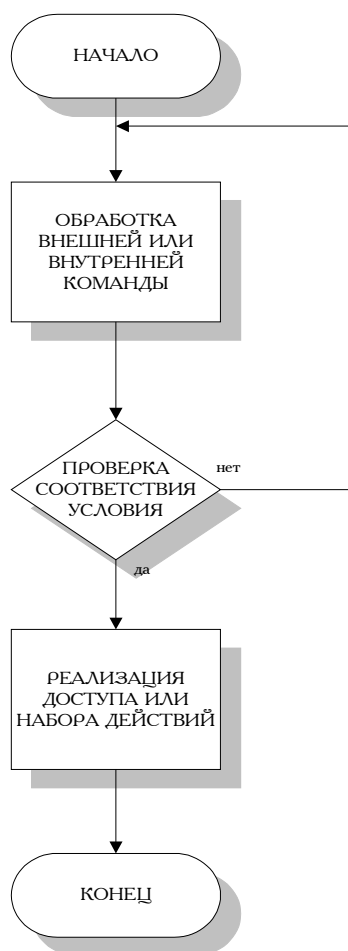 НАЧАЛО
ОБРАБОТКА
ВНЕШНЕЙ ИЛИ
ВНУТРЕННЕЙ
КОМАНДЫ
ПРОВЕРКА
СООТВЕТСТВИЯ
УСЛОВИЯ
нет
да
РЕАЛИЗАЦИЯ
ДОСТУПА ИЛИ
НАБОРА ДЕЙСТВИЙ
КОНЕЦ